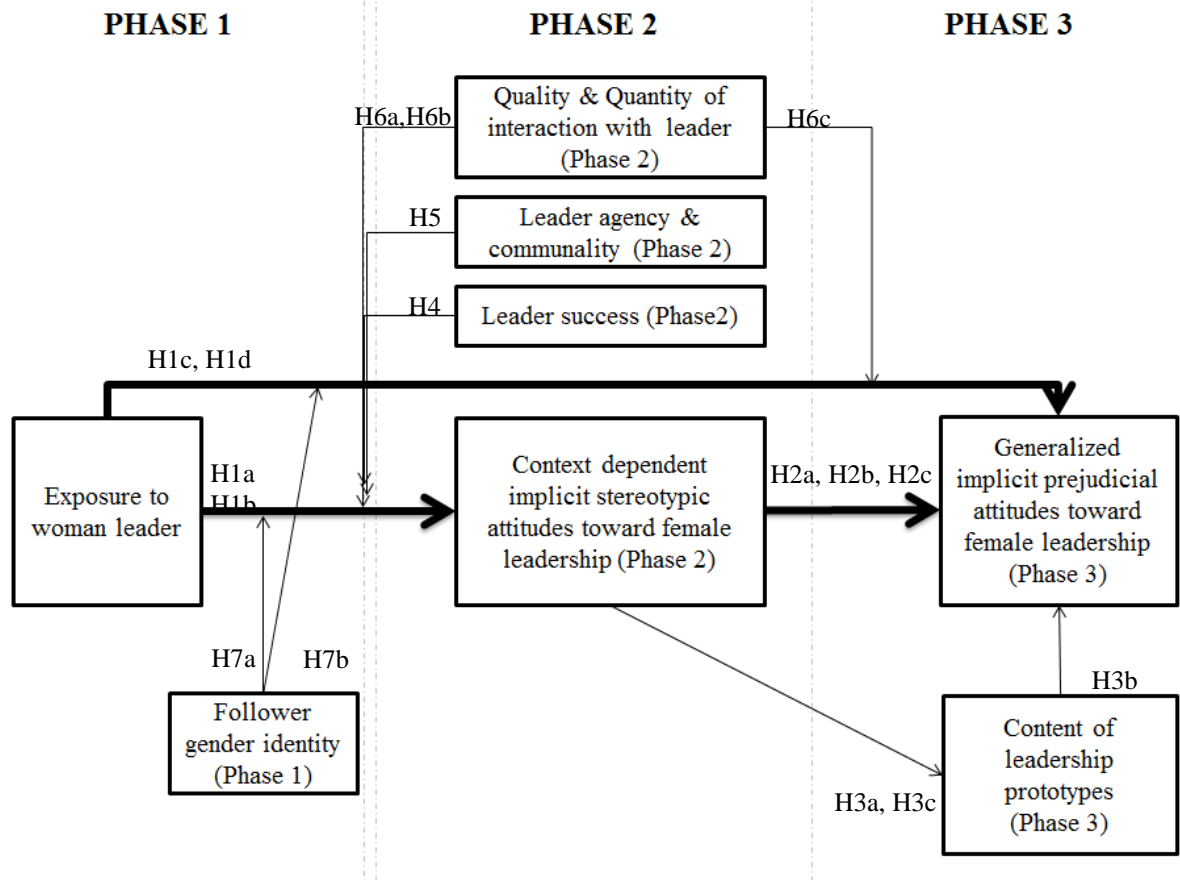 PHASE 1
PHASE 2
PHASE 3
Quality & Quantity of
interaction with leader
(Phase 2)
H6a,H6b
H6c
Leader agency &
communality (Phase 2)
H5
Leader success (Phase2)
H4
H1c, H1d
Exposure to
woman leader
H1a
H1b
Context dependent
implicit stereotypic
attitudes toward female
leadership (Phase 2)
H2a, H2b, H2c
Generalized
implicit prejudicial
attitudes toward
female leadership
(Phase 3)
H7a
H7b
Follower
gender identity
(Phase 1)
H3b
H3a, H3c
Content of
leadership
prototypes
(Phase 3)